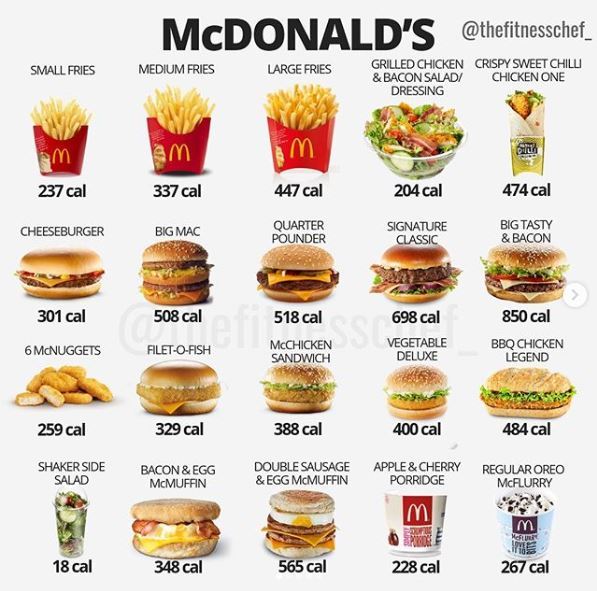 McDONALD'S @thefitnesschef_
SMALL FRIES
MEDIUM FRIES
LARGE FRIES
GRILLED CHICKEN
& BACON SALAD/
DRESSING
CRISPY SWEET CHILLI
CHICKEN ONE
237 cal
337 cal
447 cal
204 cal
474 cal
CHEESEBURGER
BIG MAC
QUARTER
POUNDER
SIGNATURE
CLASSIC
BIG TASTY
& BACON
301 cal
508 cal
518 cal
698 cal
850 cal
@thefitnesschef_
6 McNUGGETS
FILET-O-FISH
McCHICKEN
SANDWICH
VEGETABLE
DELUXE
BBQ CHICKEN
LEGEND
259 cal
329 cal
388 cal
400 cal
484 cal
SHAKER SIDE
SALAD
BACON & EGG
McMUFFIN
DOUBLE SAUSAGE
& EGG McMUFFIN
APPLE & CHERRY
PORRIDGE
REGULAR OREO
McFLURRY
PORRIDGE
McFLURRY
18 cal
348 cal
565 cal
228 cal
267 cal